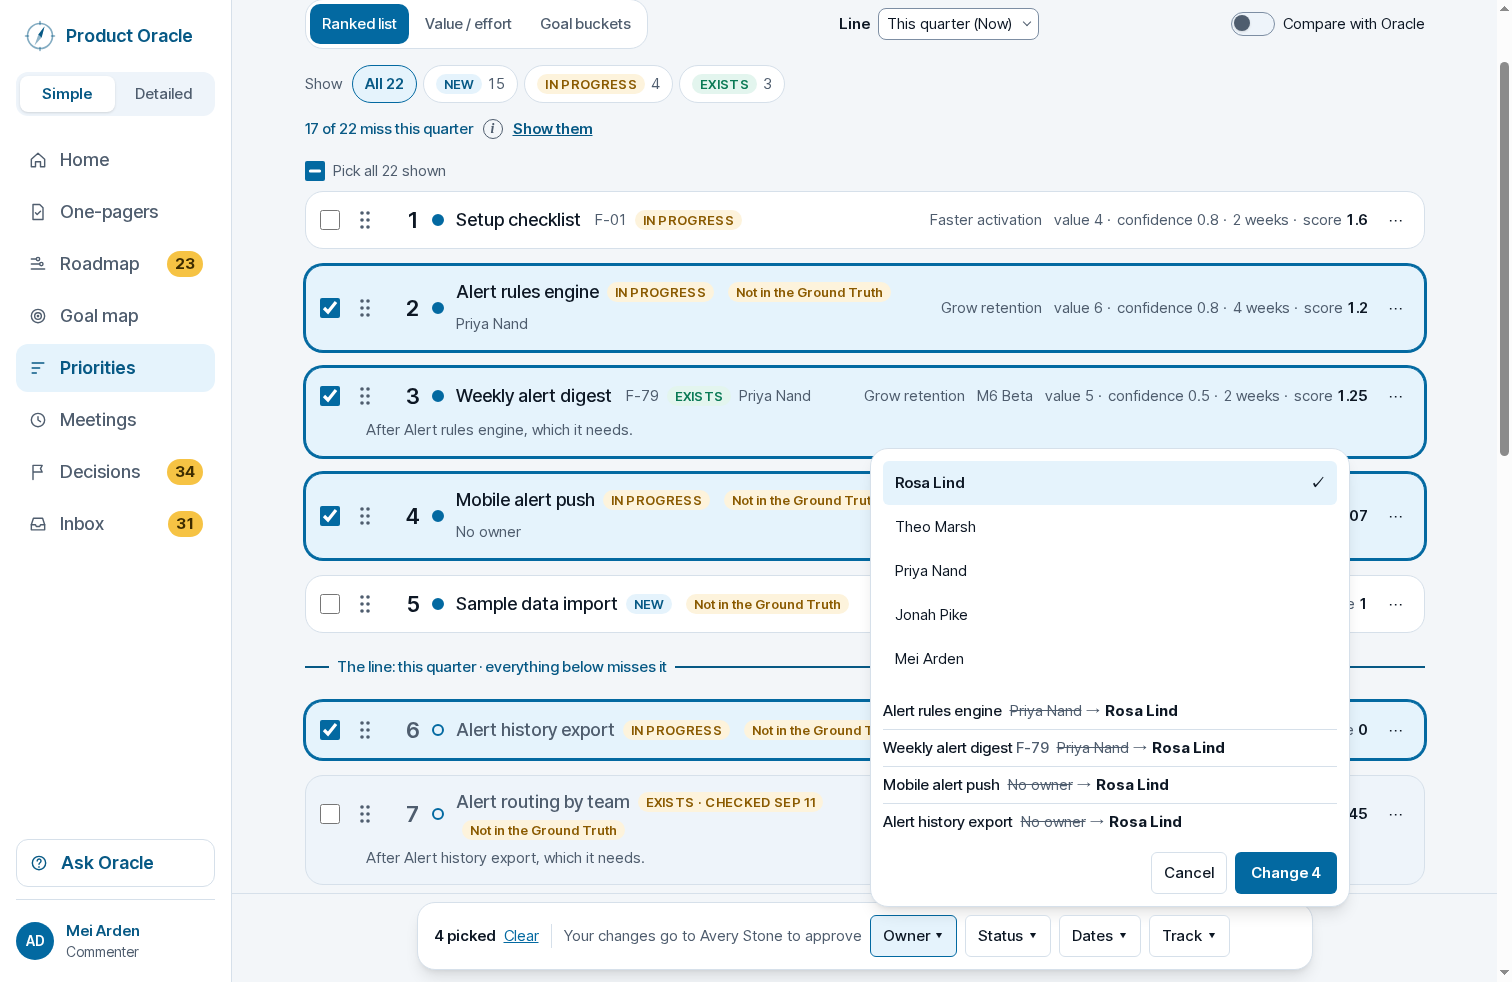 Product Oracle
Simple
Detailed
Home
One-pagers
Roadmap 23
Goal map
Priorities
Meetings
Decisions 34
Inbox 31
Ask Oracle
AD
Mei Arden
Commenter
Ranked list
Value / effort
Goal buckets
Line This quarter (Now)
Compare with Oracle
Show All 22 NEW 15 IN PROGRESS 4 EXISTS 3
17 of 22 miss this quarter i Show them
Pick all 22 shown
1 Setup checklist F-01 IN PROGRESS Faster activation value 4 · confidence 0.8 · 2 weeks · score 1.6 ···
2 Alert rules engine IN PROGRESS Not in the Ground Truth
Priya Nand
Grow retention value 6 · confidence 0.8 · 4 weeks · score 1.2 ···
3 Weekly alert digest F-79 EXISTS Priya Nand Grow retention M6 Beta value 5 · confidence 0.5 · 2 weeks · score 1.25 ···
After Alert rules engine, which it needs.
4 Mobile alert push IN PROGRESS Not in the Ground Trut
No owner
07 ···
5 Sample data import NEW Not in the Ground Truth e 1 ···
The line: this quarter · everything below misses it
6 Alert history export IN PROGRESS Not in the Ground T e 0 ···
7 Alert routing by team EXISTS · CHECKED SEP 11
Not in the Ground Truth
45 ···
After Alert history export, which it needs.
Rosa Lind ✓
Theo Marsh
Priya Nand
Jonah Pike
Mei Arden
Alert rules engine Priya Nand → Rosa Lind
Weekly alert digest F-79 Priya Nand → Rosa Lind
Mobile alert push No owner → Rosa Lind
Alert history export No owner → Rosa Lind
Cancel
Change 4
4 picked Clear Your changes go to Avery Stone to approve Owner ▼ Status ▼ Dates ▼ Track ▼